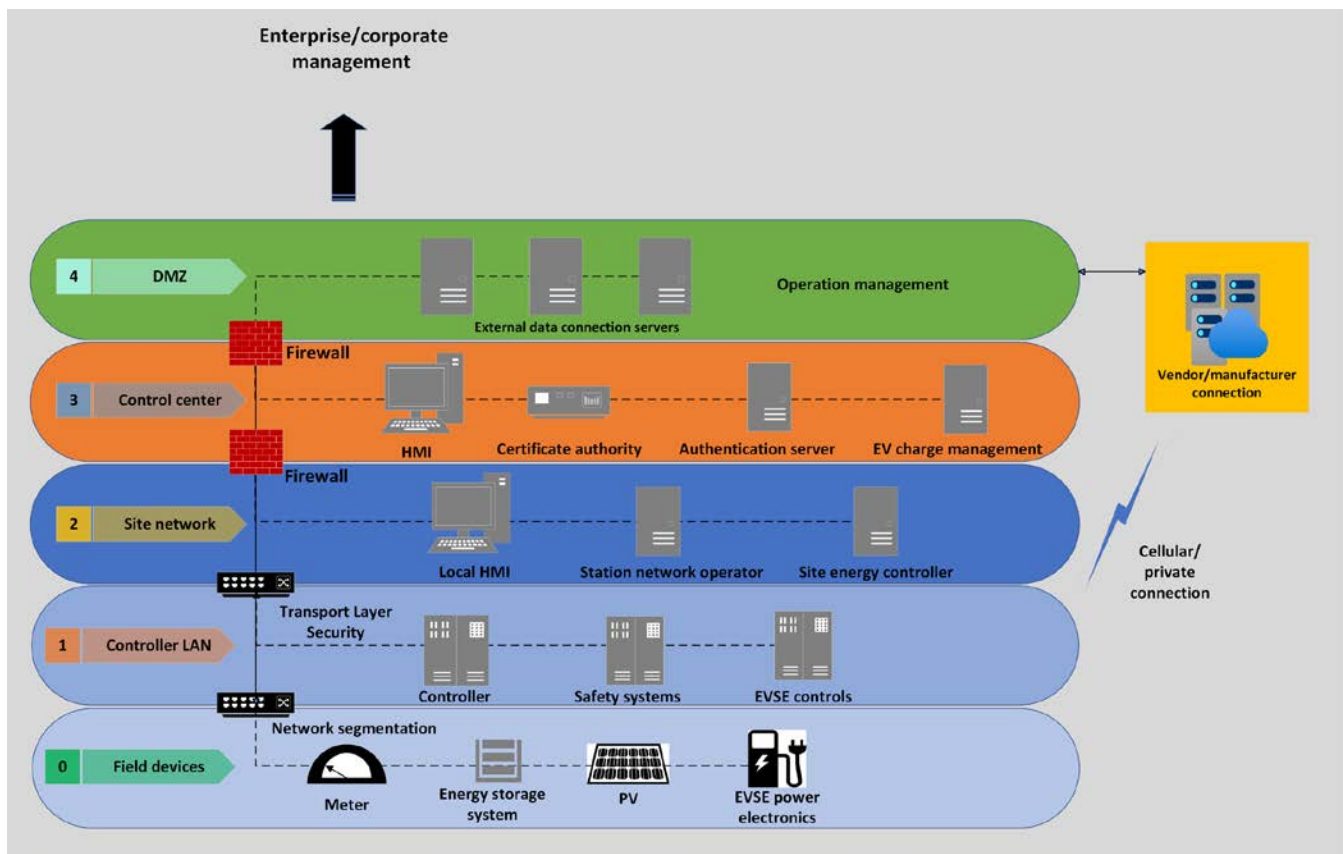 Enterprise/corporate
management
4
DMZ
External data connection servers
Operation management
Firewall
3
Control center
HMI
Certificate authority
Authentication server
EV charge management
Firewall
2
Site network
Local HMI
Station network operator
Site energy controller
Transport Layer
Security
1
Controller LAN
Controller
Safety systems
EVSE controls
Network segmentation
0
Field devices
Meter
Energy storage
system
PV
EVSE power
electronics
Vendor/manufacturer
connection
Cellular/
private
connection